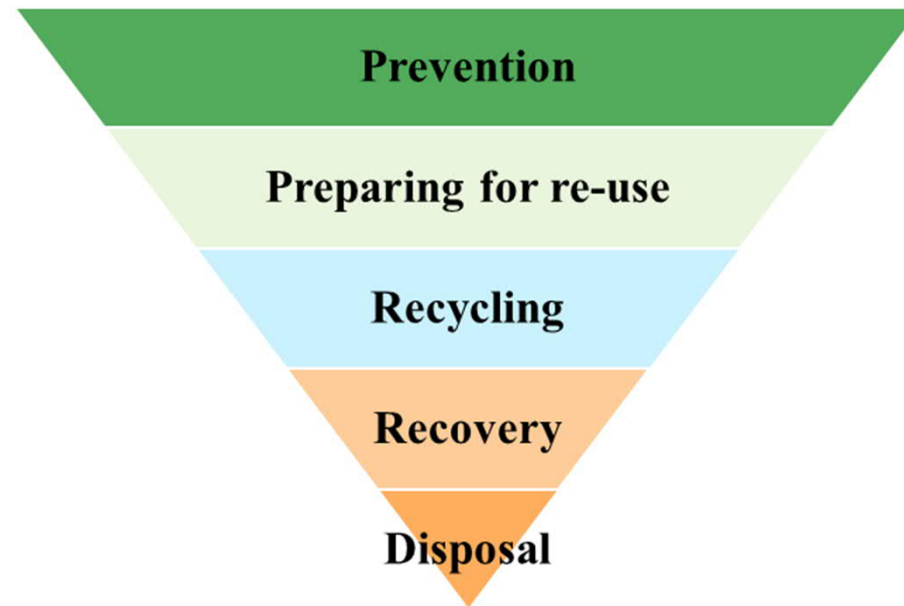 Prevention
Preparing for re-use
Recycling
Recovery
Disposal